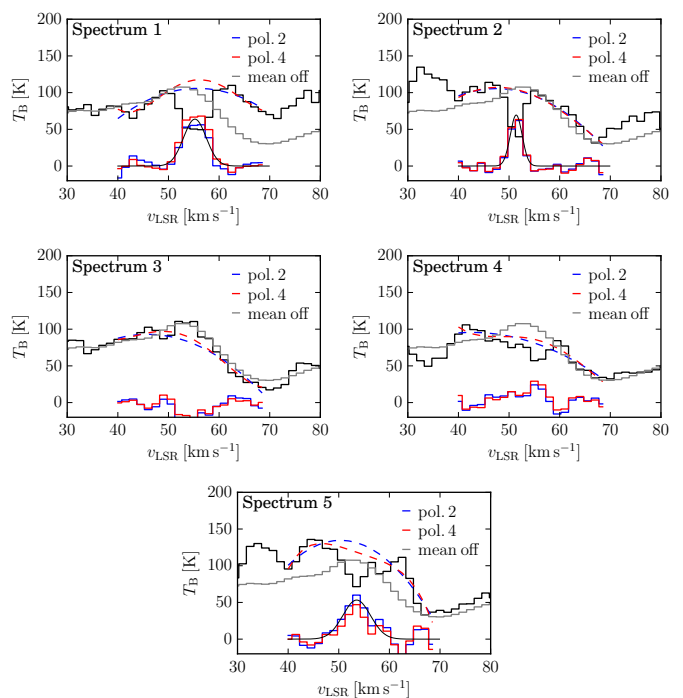 Spectrum 1
pol. 2
pol. 4
mean off
T_B [K]
200
150
100
50
0
30 40 50 60 70 80
v_LSR [km s⁻¹]
Spectrum 2
pol. 2
pol. 4
mean off
T_B [K]
200
150
100
50
0
30 40 50 60 70 80
v_LSR [km s⁻¹]
Spectrum 3
pol. 2
pol. 4
mean off
T_B [K]
200
150
100
50
0
30 40 50 60 70 80
v_LSR [km s⁻¹]
Spectrum 4
pol. 2
pol. 4
mean off
T_B [K]
200
150
100
50
0
30 40 50 60 70 80
v_LSR [km s⁻¹]
Spectrum 5
pol. 2
pol. 4
mean off
T_B [K]
200
150
100
50
0
30 40 50 60 70 80
v_LSR [km s⁻¹]